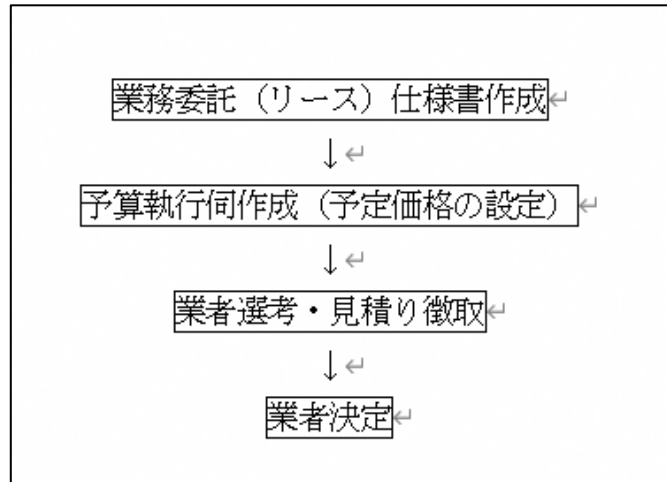 業務委託（リース）仕様書作成↵
↓↵
予算執行伺作成（予定価格の設定）↵
↓↵
業者選考・見積り徴取↵
↓↵
業者決定↵